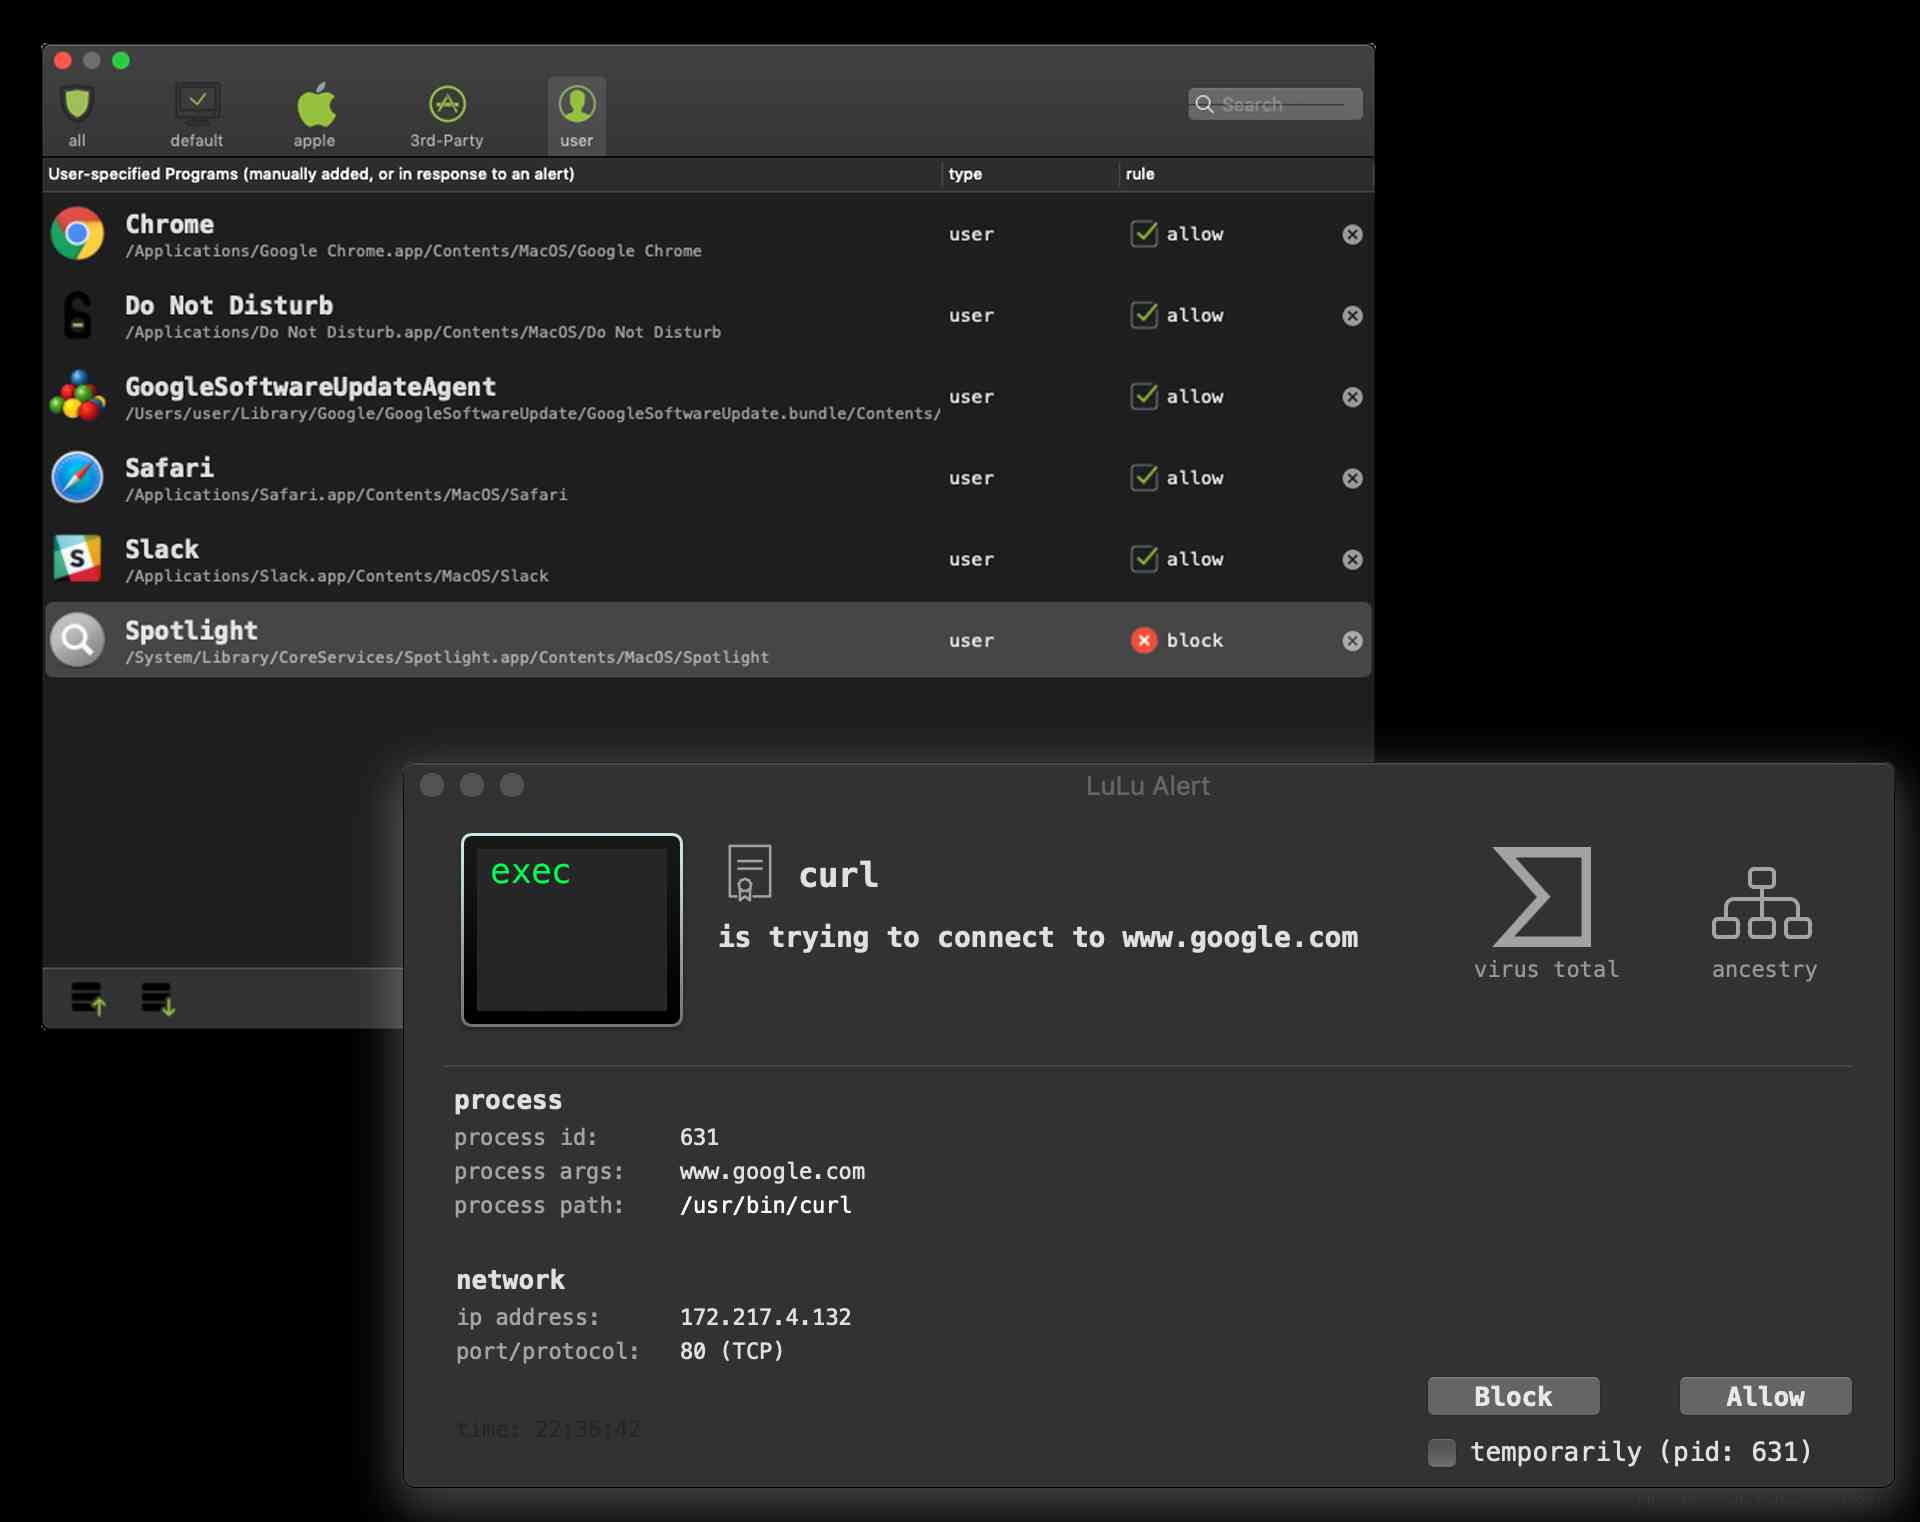 all default apple 3rd-Party user Search
User-specified Programs (manually added, or in response to an alert) type rule
Chrome
/Applications/Google Chrome.app/Contents/MacOS/Google Chrome
user allow
Do Not Disturb
/Applications/Do Not Disturb.app/Contents/MacOS/Do Not Disturb
user allow
GoogleSoftwareUpdateAgent
/Users/user/Library/Google/GoogleSoftwareUpdate/GoogleSoftwareUpdate.bundle/Contents/
user allow
Safari
/Applications/Safari.app/Contents/MacOS/Safari
user allow
S
Slack
/Applications/Slack.app/Contents/MacOS/Slack
user allow
Spotlight
/System/Library/CoreServices/Spotlight.app/Contents/MacOS/Spotlight
user block
LuLu Alert
exec
curl
is trying to connect to www.google.com
virus total ancestry
process
process id: 631
process args: www.google.com
process path: /usr/bin/curl
network
ip address: 172.217.4.132
port/protocol: 80 (TCP)
time: 22:36:42
Block Allow
temporarily (pid: 631)